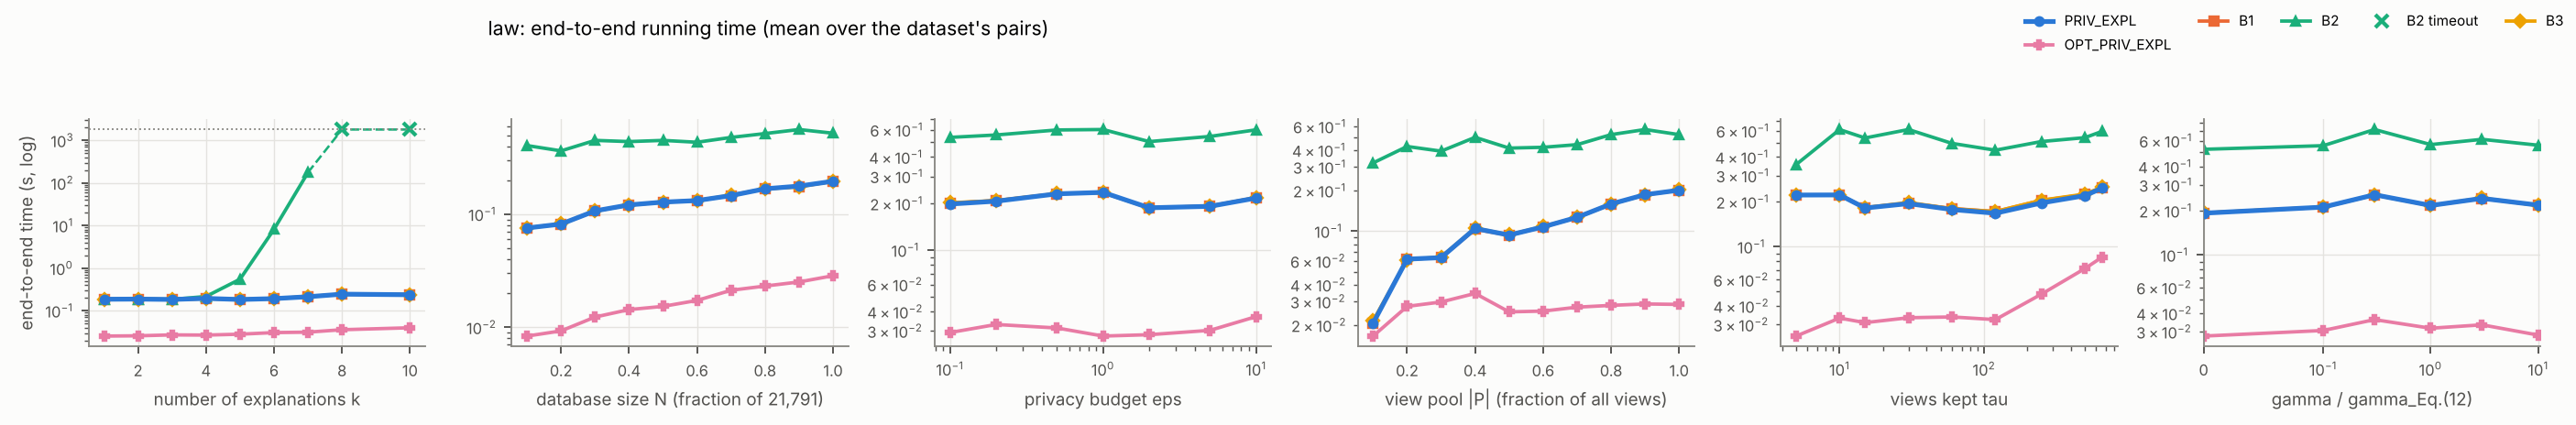 law: end-to-end running time (mean over the dataset's pairs)
PRIV_EXPL B1 B2 B2 timeout B3
OPT_PRIV_EXPL
end-to-end time (s, log)
10³
10²
10¹
10⁰
10⁻¹
2 4 6 8 10
number of explanations k
10⁻¹
10⁻²
0.2 0.4 0.6 0.8 1.0
database size N (fraction of 21,791)
6 × 10⁻¹
4 × 10⁻¹
3 × 10⁻¹
2 × 10⁻¹
10⁻¹
6 × 10⁻²
4 × 10⁻²
3 × 10⁻²
10⁻¹ 10⁰ 10¹
privacy budget eps
6 × 10⁻¹
4 × 10⁻¹
3 × 10⁻¹
2 × 10⁻¹
10⁻¹
6 × 10⁻²
4 × 10⁻²
3 × 10⁻²
2 × 10⁻²
0.2 0.4 0.6 0.8 1.0
view pool |P| (fraction of all views)
6 × 10⁻¹
4 × 10⁻¹
3 × 10⁻¹
2 × 10⁻¹
10⁻¹
6 × 10⁻²
4 × 10⁻²
3 × 10⁻²
10¹ 10²
views kept tau
6 × 10⁻¹
4 × 10⁻¹
3 × 10⁻¹
2 × 10⁻¹
10⁻¹
6 × 10⁻²
4 × 10⁻²
3 × 10⁻²
0 10⁻¹ 10⁰ 10¹
gamma / gamma_Eq.(12)